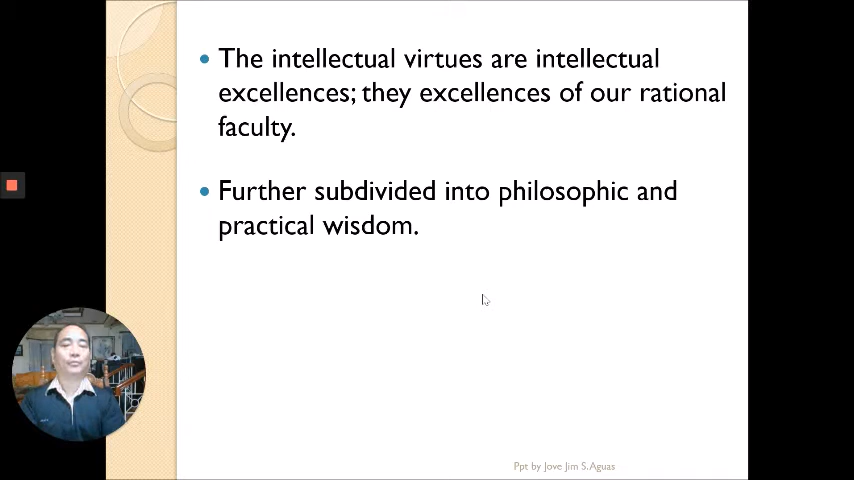 The intellectual virtues are intellectual
excellences; they excellences of our rational
faculty.
Further subdivided into philosophic and
practical wisdom.
Ppt by Jove Jim S. Aguas